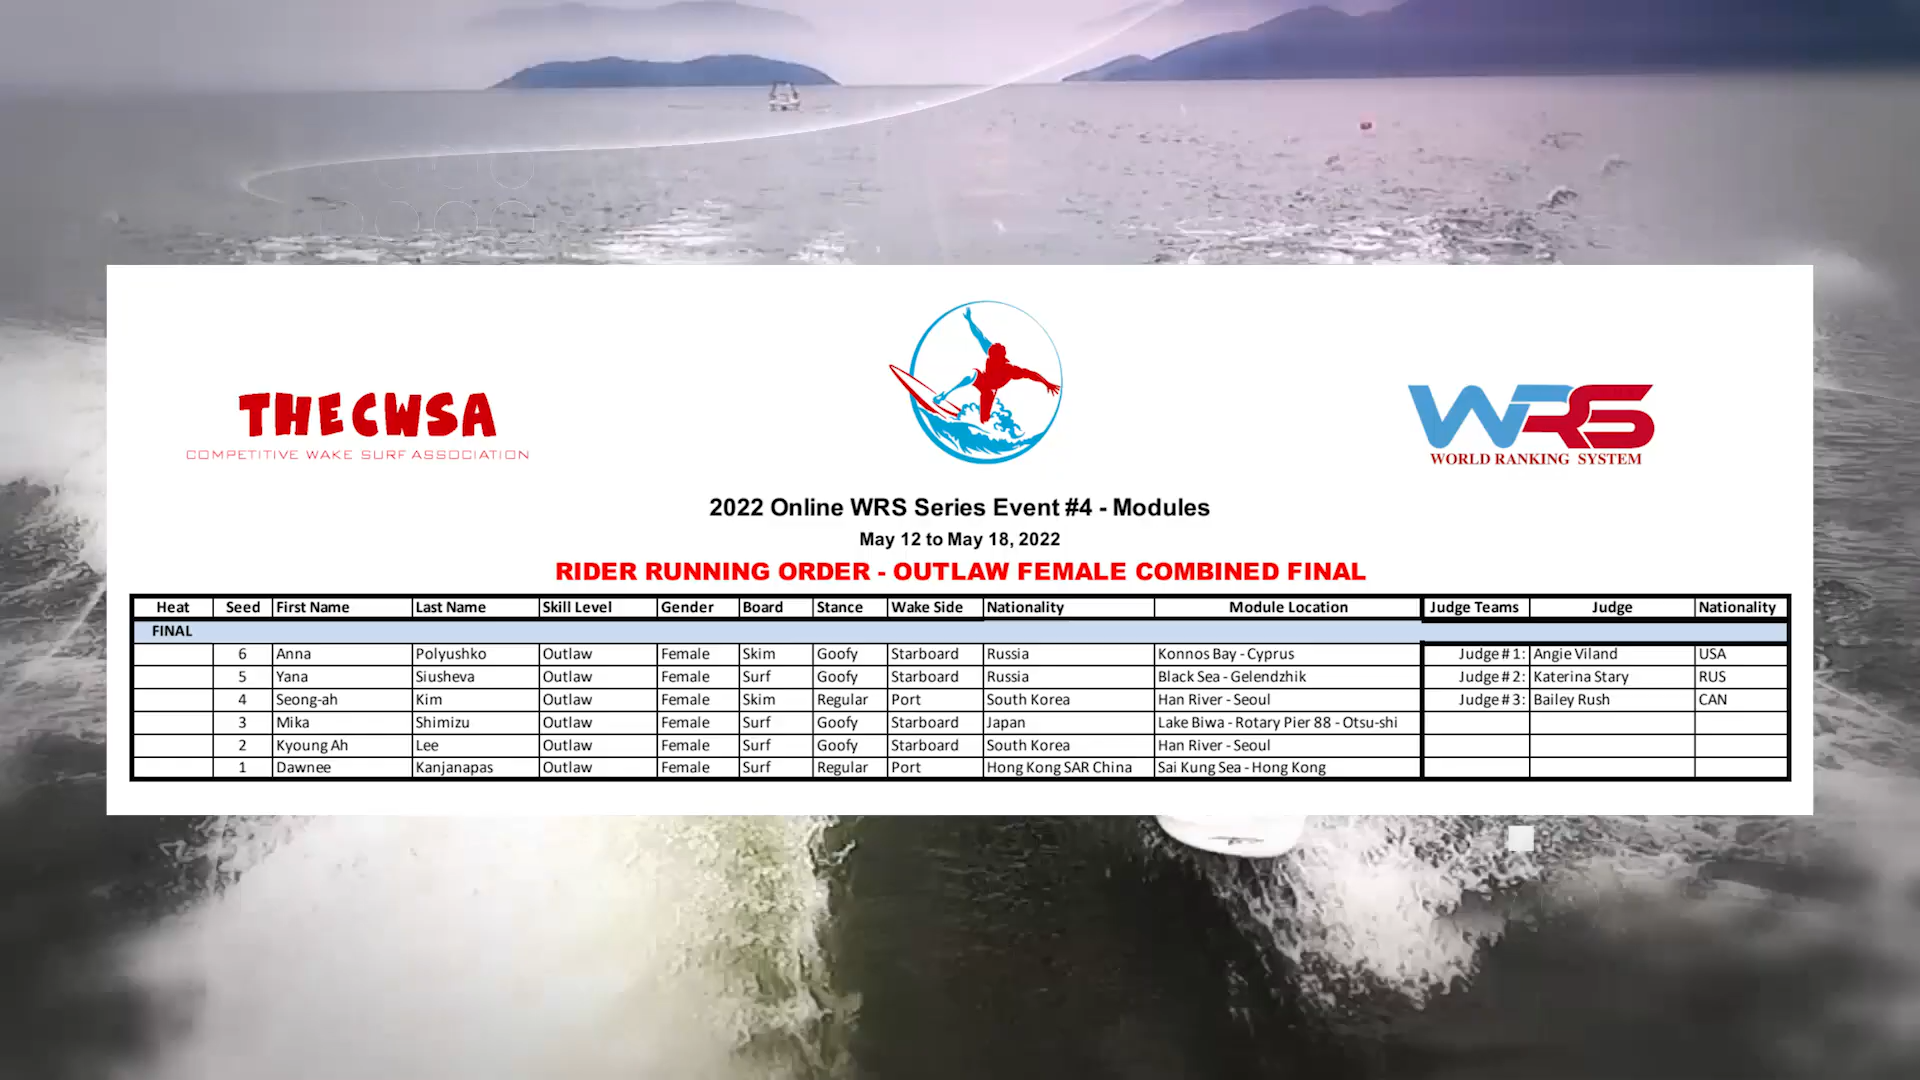 THECWSA
COMPETITIVE WAKE SURF ASSOCIATION
WRS
WORLD RANKING SYSTEM
2022 Online WRS Series Event #4 - Modules
May 12 to May 18, 2022
RIDER RUNNING ORDER - OUTLAW FEMALE COMBINED FINAL
Heat Seed First Name Last Name Skill Level Gender Board Stance Wake Side Nationality Module Location Judge Teams Judge Nationality
FINAL
6 Anna Polyushko Outlaw Female Skim Goofy Starboard Russia Konnos Bay - Cyprus Judge # 1: Angie Viland USA
5 Yana Siusheva Outlaw Female Surf Goofy Starboard Russia Black Sea - Gelendzhik Judge # 2: Katerina Stary RUS
4 Seong-ah Kim Outlaw Female Skim Regular Port South Korea Han River - Seoul Judge # 3: Bailey Rush CAN
3 Mika Shimizu Outlaw Female Surf Goofy Starboard Japan Lake Biwa - Rotary Pier 88 - Otsu-shi
2 Kyoung Ah Lee Outlaw Female Surf Goofy Starboard South Korea Han River - Seoul
1 Dawnee Kanjanapas Outlaw Female Surf Regular Port Hong Kong SAR China Sai Kung Sea - Hong Kong